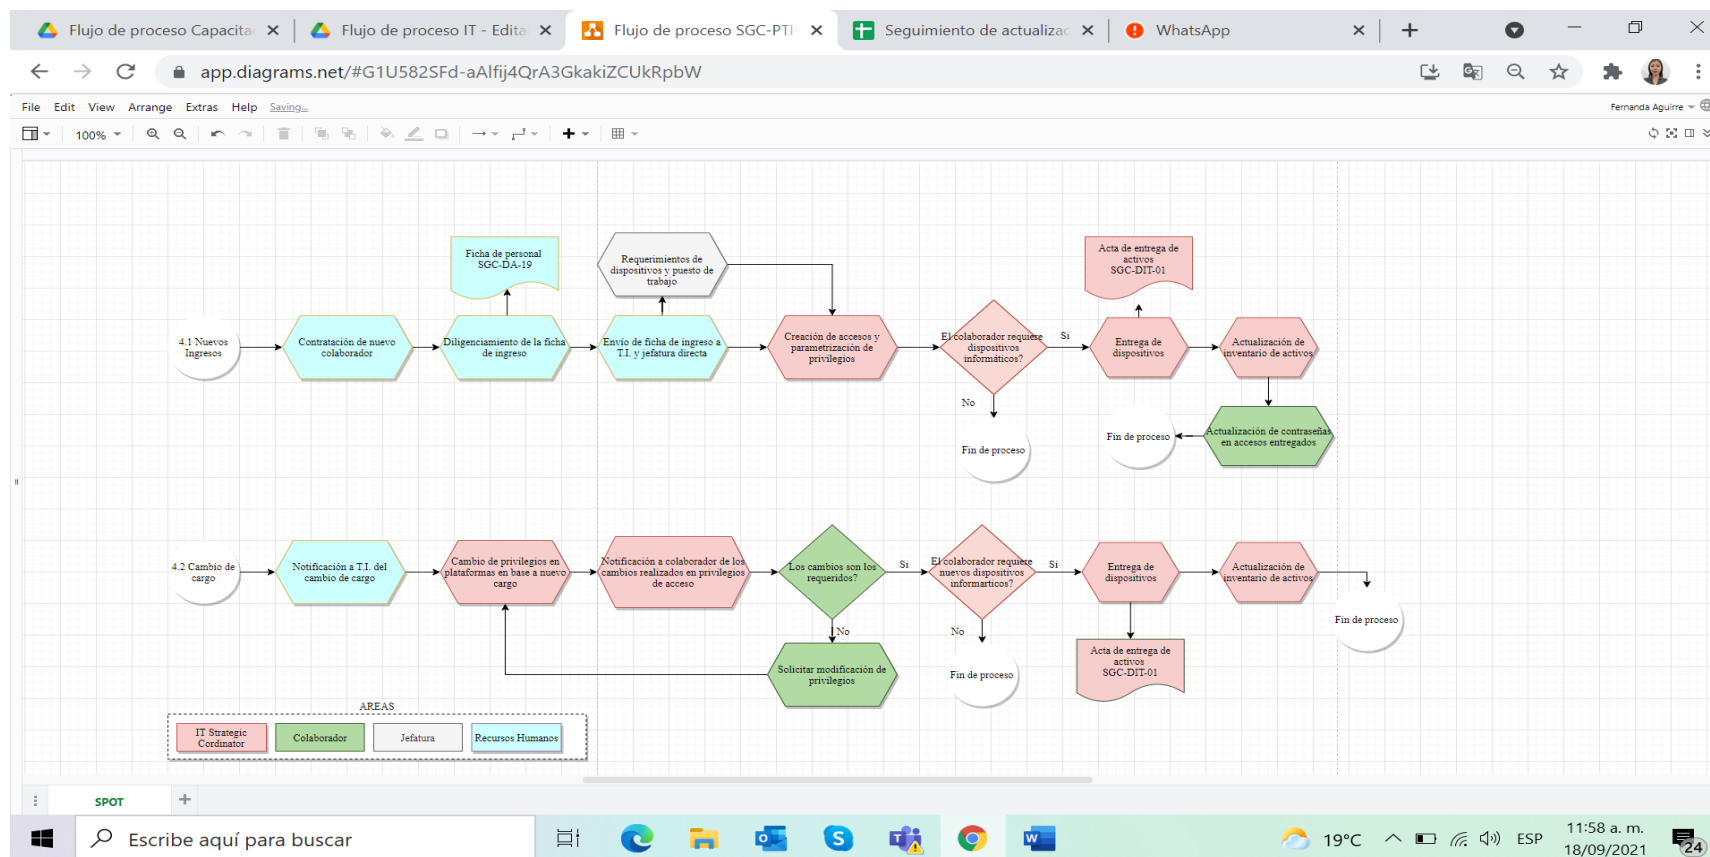 Flujo de proceso Capacita
Flujo de proceso IT - Edita
Flujo de proceso SGC-PTI-
Seguimiento de actualizac
WhatsApp
app.diagrams.net/#G1U582SFd-aAlfij4QrA3GkakiZCUkRpbW
File Edit View Arrange Extras Help Saving...
Fernanda Aguirre
100%
Ficha de personal
SGC-DA-19
Requerimientos de
dispositivos y puesto de
trabajo
Acta de entrega de
activos
SGC-DIT-01
4.1 Nuevos
Ingresos
Contratación de nuevo
colaborador
Diligenciamiento de la ficha
de ingreso
Envío de ficha de ingreso a
T.I. y jefatura directa
Creación de accesos y
parametrización de
privilegios
El colaborador requiere
dispositivos
informáticos?
Si
Entrega de
dispositivos
Actualización de
inventario de activos
No
Fin de proceso
Fin de proceso
Actualización de contraseñas
en accesos entregados
4.2 Cambio de
cargo
Notificación a T.I. del
cambio de cargo
Cambio de privilegios en
plataformas en base a nuevo
cargo
Notificación a colaborador de los
cambios realizados en privilegios
de acceso
Los cambios son los
requeridos?
Si
El colaborador requiere
nuevos dispositivos
informarticos?
Si
Entrega de
dispositivos
Actualización de
inventario de activos
Fin de proceso
No
No
Solicitar modificación de
privilegios
Fin de proceso
Acta de entrega de
activos
SGC-DIT-01
AREAS
IT Strategic
Cordinator
Colaborador
Jefatura
Recursos Humanos
SPOT
Escribe aquí para buscar
19°C
ESP
11:58 a. m.
18/09/2021
24